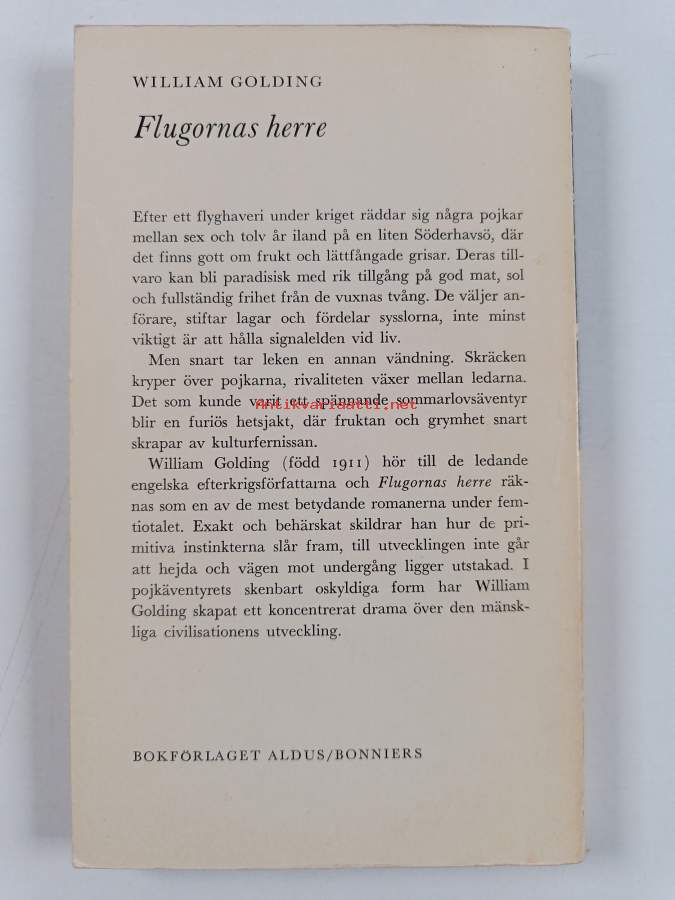 WILLIAM GOLDING
Flugornas herre
Efter ett flyghaveri under kriget räddar sig några pojkar
mellan sex och tolv år iland på en liten Söderhavsö, där
det finns gott om frukt och lättfångade grisar. Deras till-
varo kan bli paradisisk med rik tillgång på god mat, sol
och fullständig frihet från de vuxnas tvång. De väljer an-
förare, stiftar lagar och fördelar sysslorna, inte minst
viktigt är att hålla signalelden vid liv.
Men snart tar leken en annan vändning. Skräcken
kryper över pojkarna, rivaliteten växer mellan ledarna.
Det som kunde varit ett spännande sommarlovsäventyr
Antikvariaatti.net
blir en furiös hetsjakt, där fruktan och grymhet snart
skrapar av kulturfernissan.
William Golding (född 1911) hör till de ledande
engelska efterkrigsförfattarna och Flugornas herre räk-
nas som en av de mest betydande romanerna under fem-
tiotalet. Exakt och behärskat skildrar han hur de pri-
mitiva instinkterna slår fram, till utvecklingen inte går
att hejda och vägen mot undergång ligger utstakad. I
pojkäventyrets skenbart oskyldiga form har William
Golding skapat ett koncentrerat drama över den mänsk-
liga civilisationens utveckling.
BOKFÖRLAGET ALDUS/BONNIERS